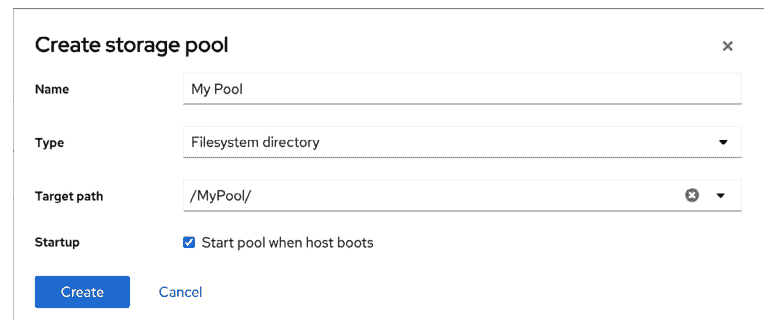 Create storage pool
Name My Pool
Type Filesystem directory
Target path /MyPool/
Startup Start pool when host boots
Create Cancel